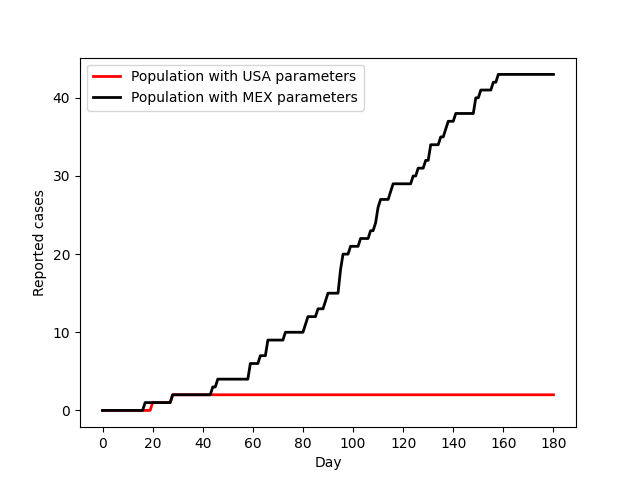 Population with USA parameters
Population with MEX parameters
Reported cases
40
30
20
10
0
0 20 40 60 80 100 120 140 160 180
Day